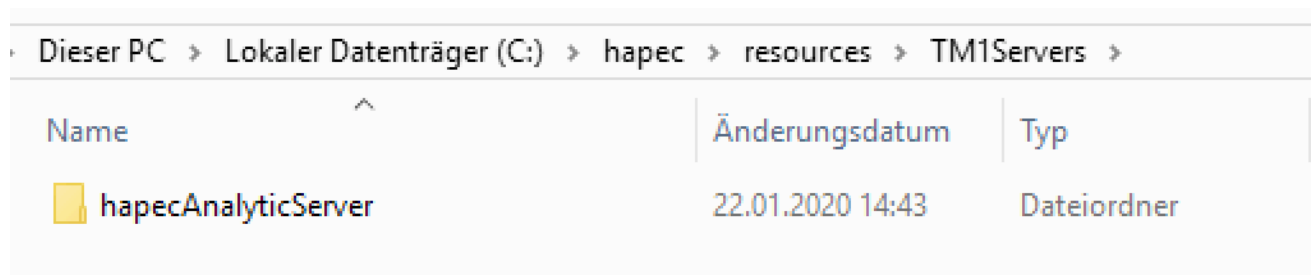 Dieser PC > Lokaler Datenträger (C:) > hapec > resources > TM1Servers >
Name Änderungsdatum Typ
hapecAnalyticServer 22.01.2020 14:43 Dateiordner